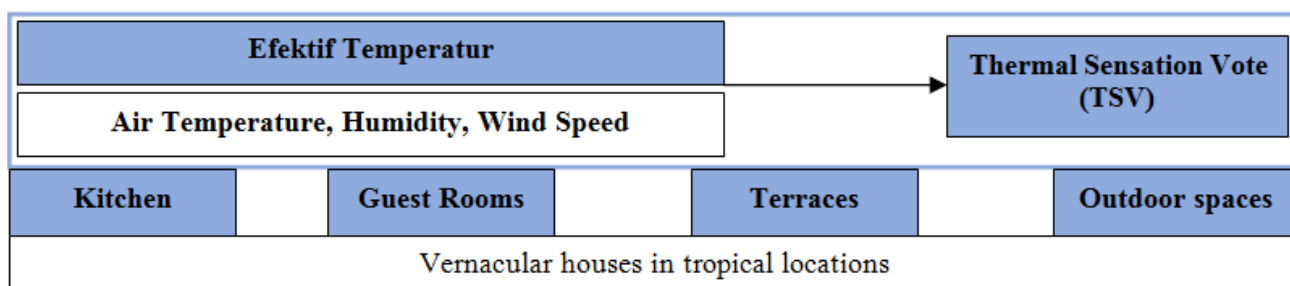 Efektif Temperatur
Air Temperature, Humidity, Wind Speed
Thermal Sensation Vote
(TSV)
Kitchen
Guest Rooms
Terraces
Outdoor spaces
Vernacular houses in tropical locations